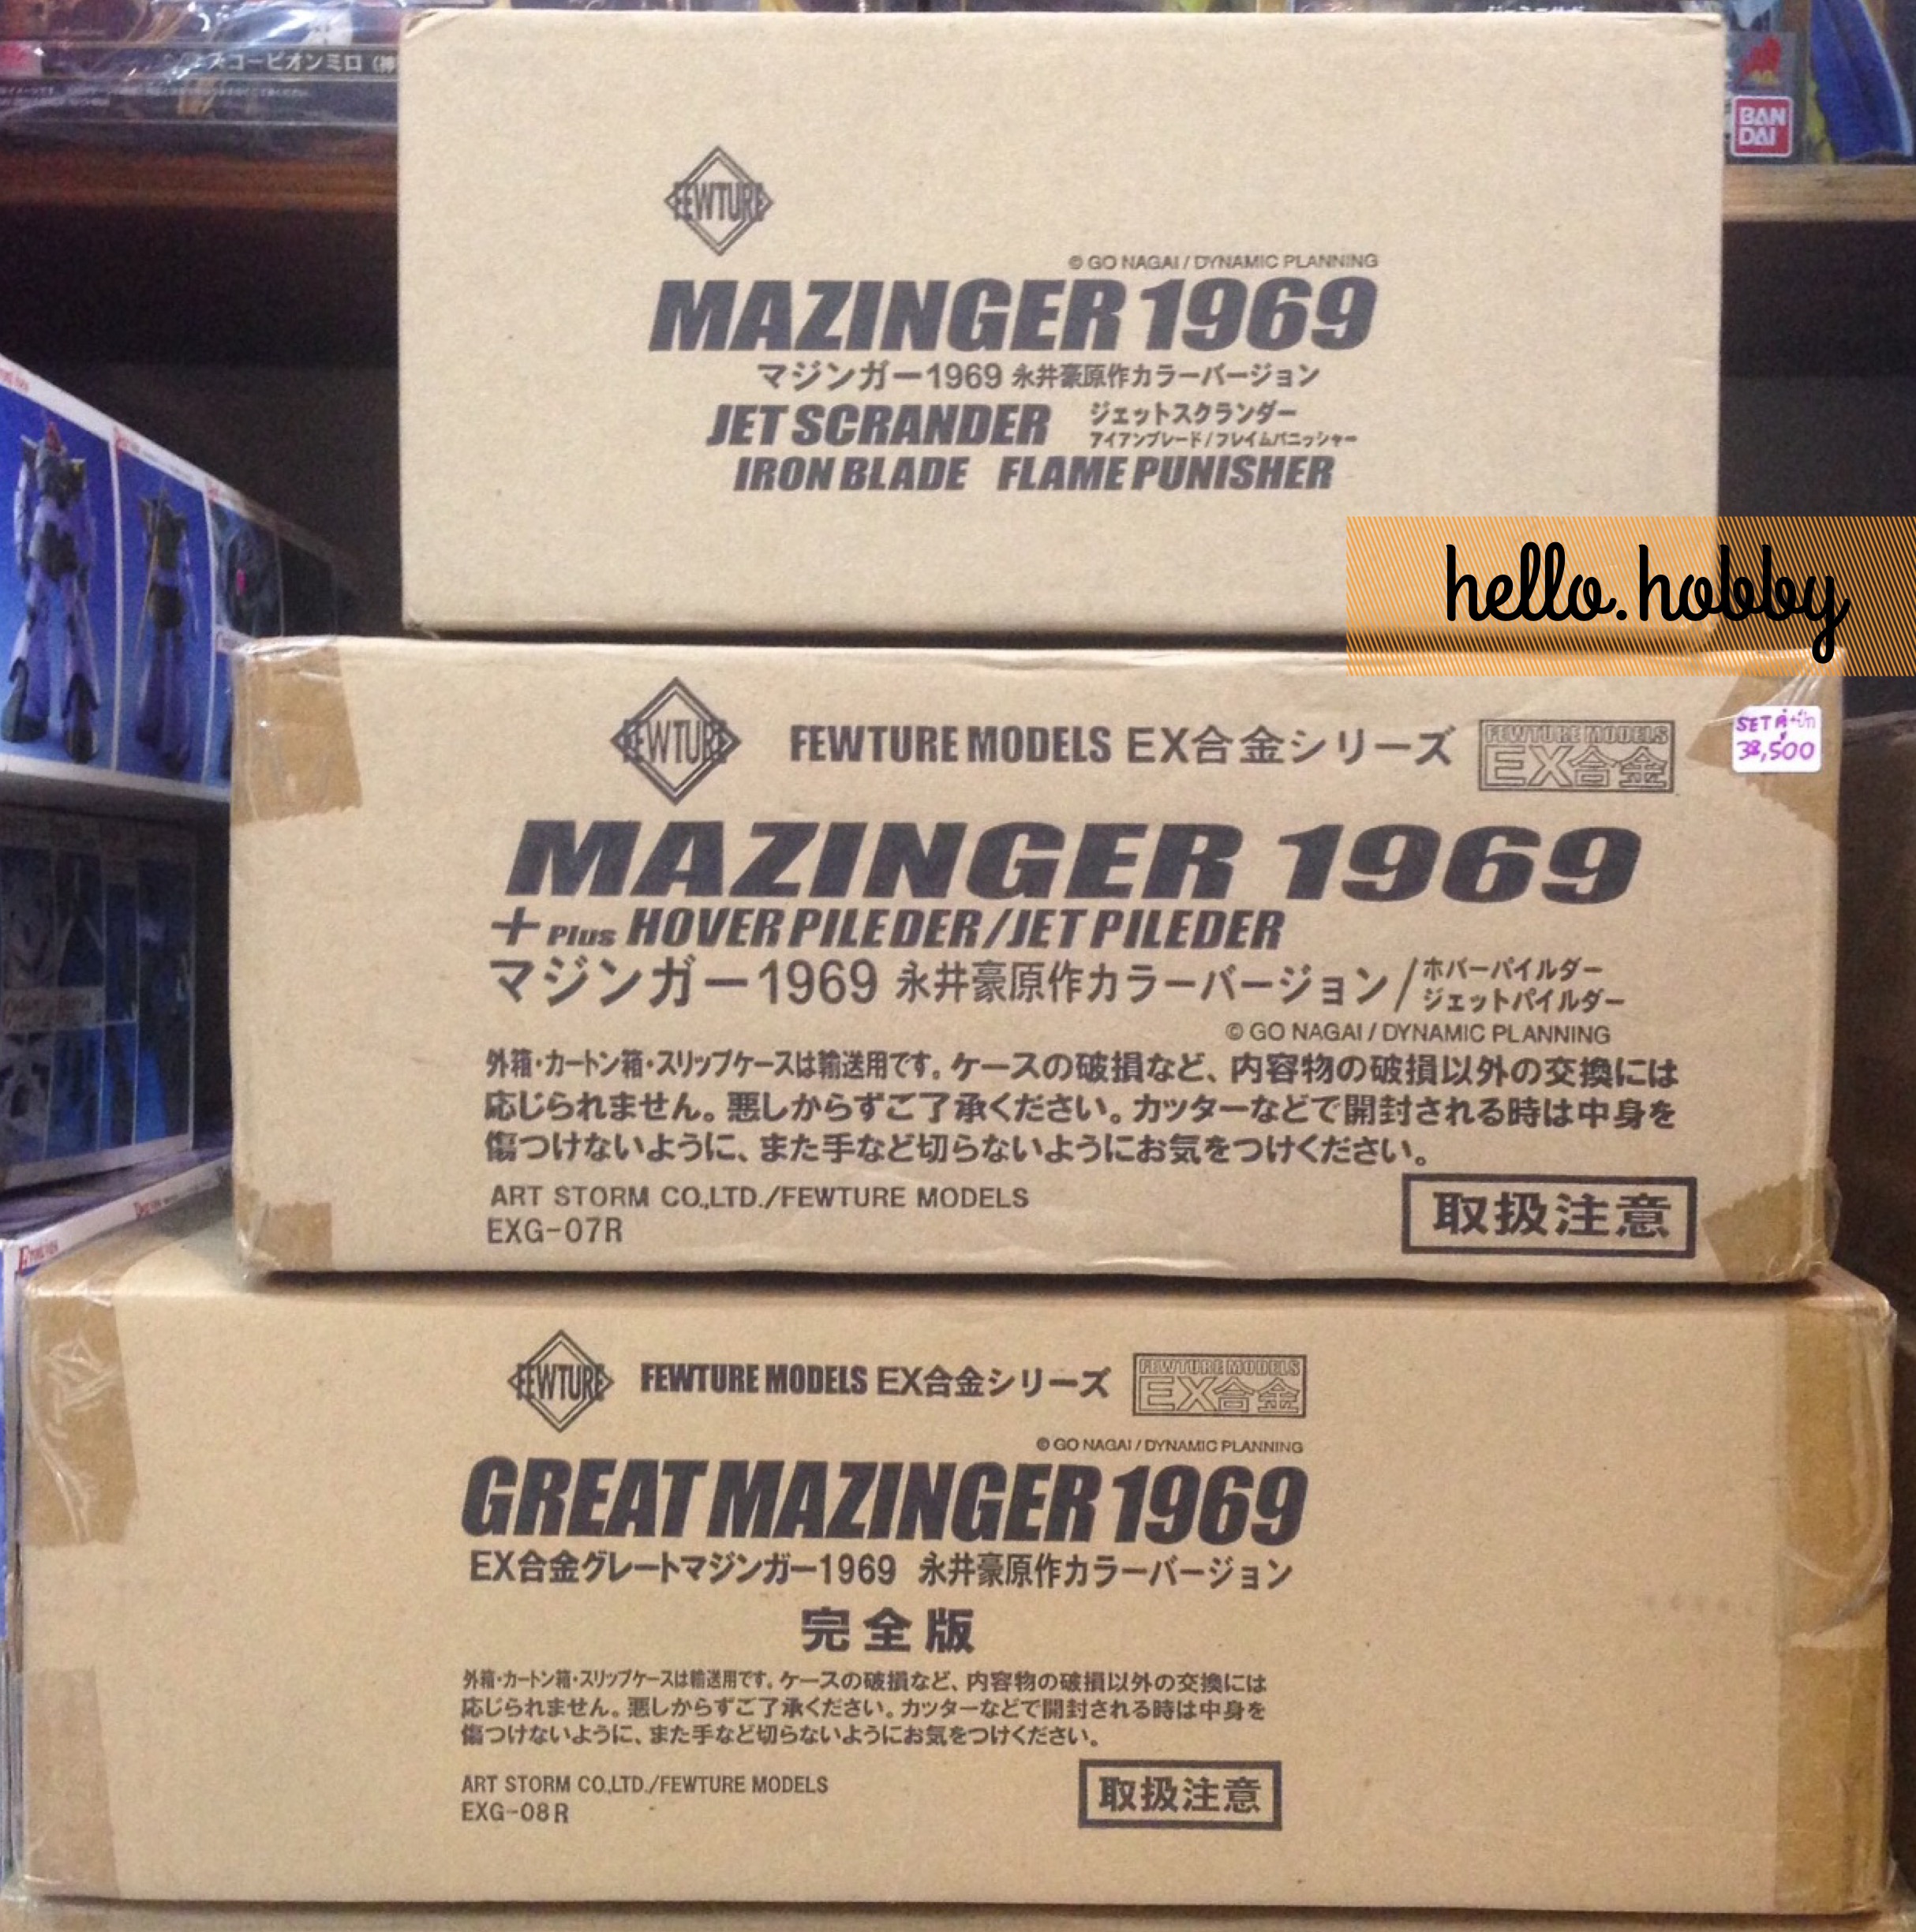 スコーピオンミロ（神
BAN
DAI
FEWTURE
© GO NAGAI / DYNAMIC PLANNING
MAZINGER 1969
マジンガー1969 永井豪原作カラーバージョン
JET SCRANDER ジェットスクランダー
アイアンブレード/フレイムパニッシャー
IRON BLADE FLAME PUNISHER
hello.hobby
FEWTURE FEWTURE MODELS EX合金シリーズ
FEWTURE MODELS
EX合金
SET
38,500
MAZINGER 1969
+ Plus HOVER PILEDER/JET PILEDER
マジンガー1969 永井豪原作カラーバージョン/ホバーパイルダー
ジェットパイルダー
© GO NAGAI / DYNAMIC PLANNING
外箱・カートン箱・スリップケースは輸送用です。ケースの破損など、内容物の破損以外の交換には
応じられません。悪しからずご了承ください。カッターなどで開封される時は中身を
傷つけないように、また手など切らないようにお気をつけください。
ART STORM CO.,LTD./FEWTURE MODELS
EXG-07R
取扱注意
FEWTURE FEWTURE MODELS EX合金シリーズ
FEWTURE MODELS
EX合金
© GO NAGAI / DYNAMIC PLANNING
GREAT MAZINGER 1969
EX合金グレートマジンガー1969 永井豪原作カラーバージョン
完全版
外箱・カートン箱・スリップケースは輸送用です。ケースの破損など、内容物の破損以外の交換には
応じられません。悪しからずご了承ください。カッターなどで開封される時は中身を
傷つけないように、また手など切らないようにお気をつけください。
ART STORM CO.,LTD./FEWTURE MODELS
EXG-08R
取扱注意